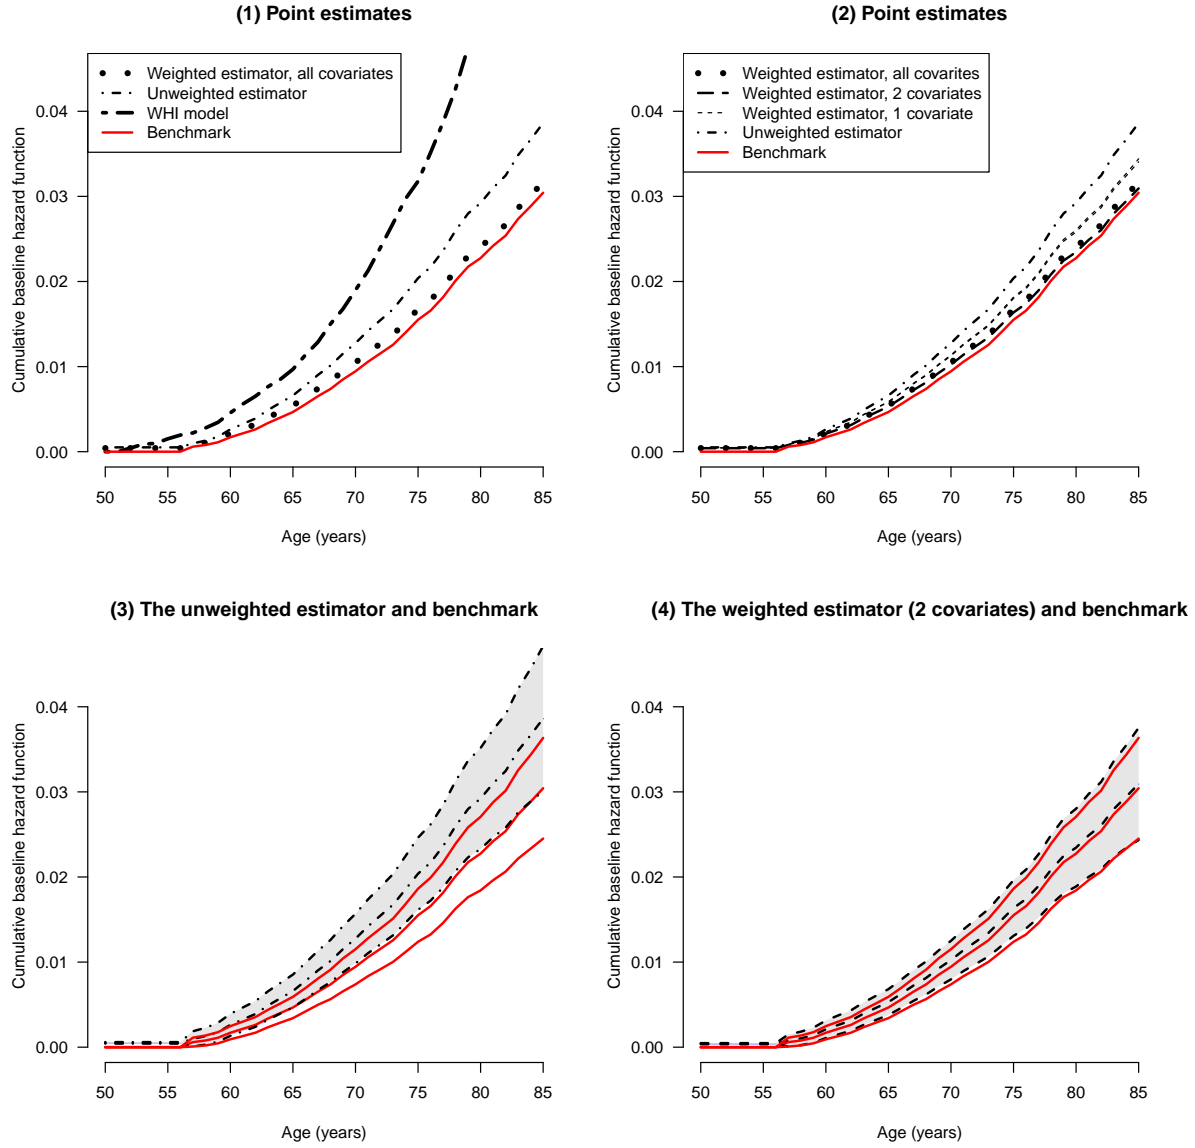 (1) Point estimates
Cumulative baseline hazard function
0.04
0.03
0.02
0.01
0.00
Weighted estimator, all covariates
Unweighted estimator
WHI model
Benchmark
50 55 60 65 70 75 80 85
Age (years)
(2) Point estimates
Cumulative baseline hazard function
0.04
0.03
0.02
0.01
0.00
Weighted estimator, all covarites
Weighted estimator, 2 covariates
Weighted estimator, 1 covariate
Unweighted estimator
Benchmark
50 55 60 65 70 75 80 85
Age (years)
(3) The unweighted estimator and benchmark
Cumulative baseline hazard function
0.04
0.03
0.02
0.01
0.00
50 55 60 65 70 75 80 85
Age (years)
(4) The weighted estimator (2 covariates) and benchmark
Cumulative baseline hazard function
0.04
0.03
0.02
0.01
0.00
50 55 60 65 70 75 80 85
Age (years)